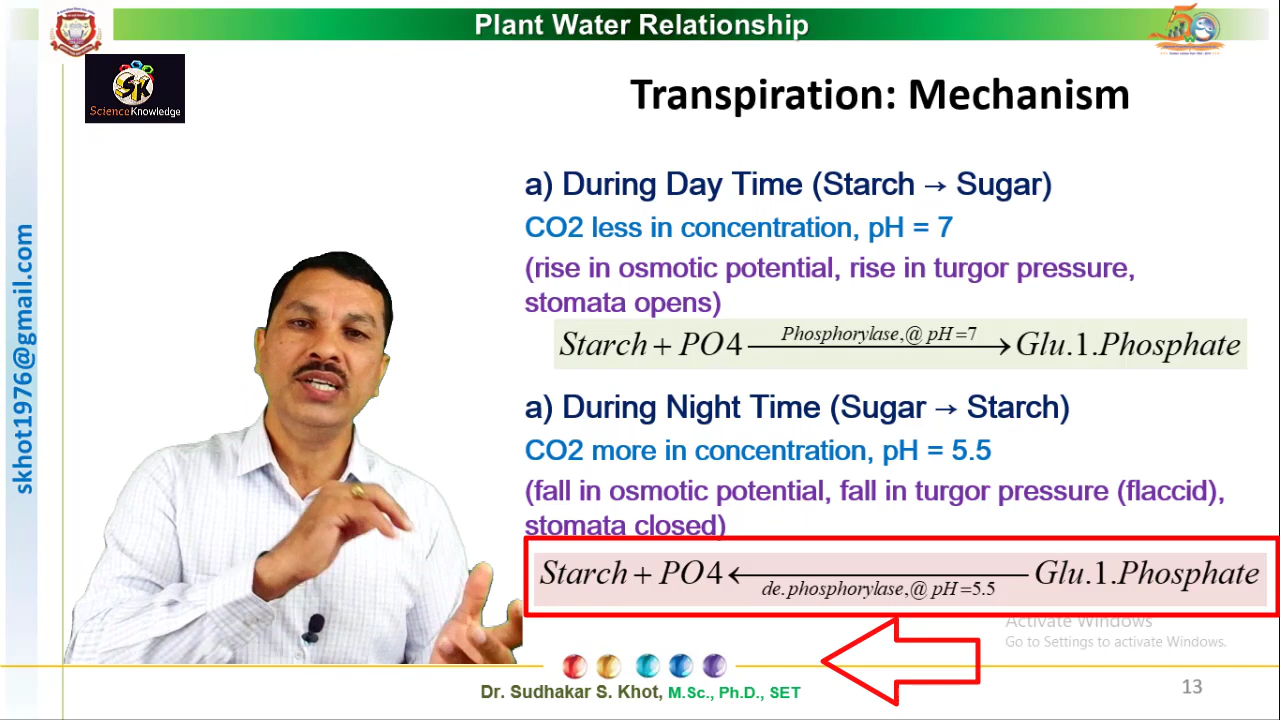 Plant Water Relationship
SK
ScienceKnowledge
Transpiration: Mechanism
a) During Day Time (Starch → Sugar)
CO2 less in concentration, pH = 7
(rise in osmotic potential, rise in turgor pressure,
stomata opens)
Phosphorylase,@ pH=7
Starch + PO4 ⟶ Glu.1.Phosphate
a) During Night Time (Sugar → Starch)
CO2 more in concentration, pH = 5.5
(fall in osmotic potential, fall in turgor pressure (flaccid),
stomata closed)
Starch + PO4 ⟵ Glu.1.Phosphate
de.phosphorylase,@ pH=5.5
Activate Windows
Go to Settings to activate Windows.
Dr. Sudhakar S. Khot, M.Sc., Ph.D., SET
13
skhot1976@gmail.com
50